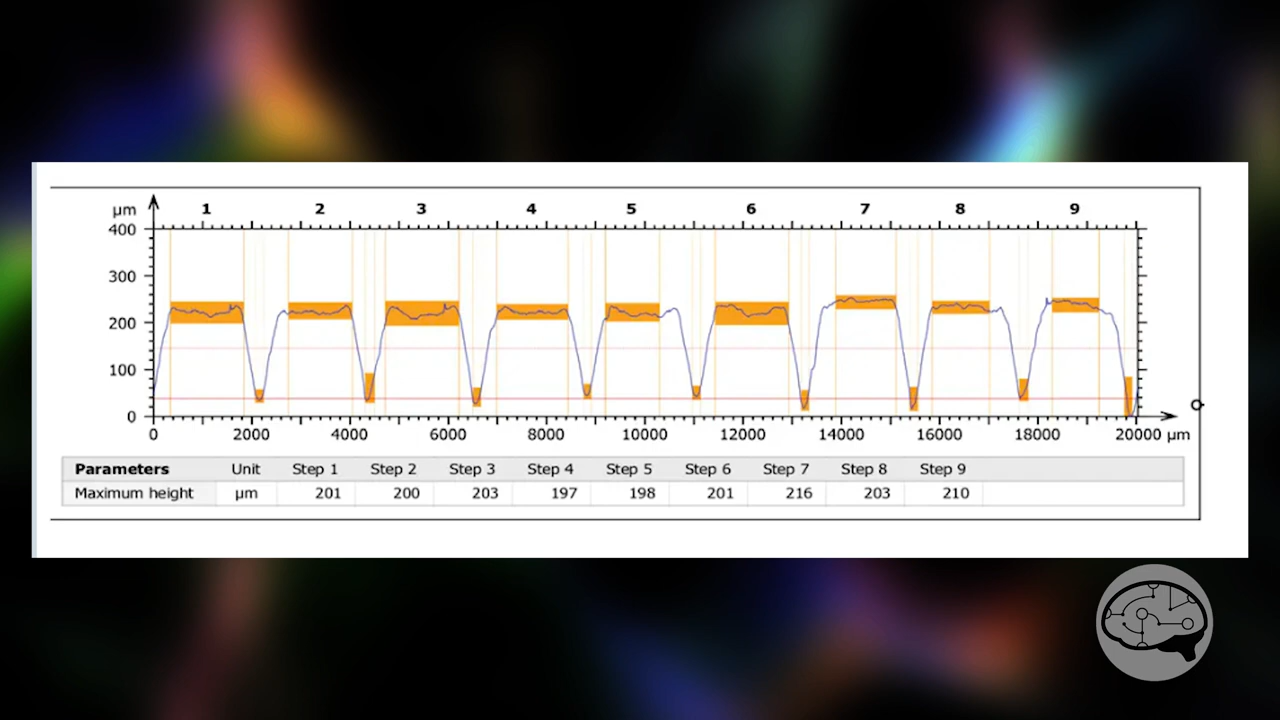 µm 1 2 3 4 5 6 7 8 9
400
300
200
100
0
0 2000 4000 6000 8000 10000 12000 14000 16000 18000 20000 µm
Parameters Unit Step 1 Step 2 Step 3 Step 4 Step 5 Step 6 Step 7 Step 8 Step 9
Maximum height µm 201 200 203 197 198 201 216 203 210